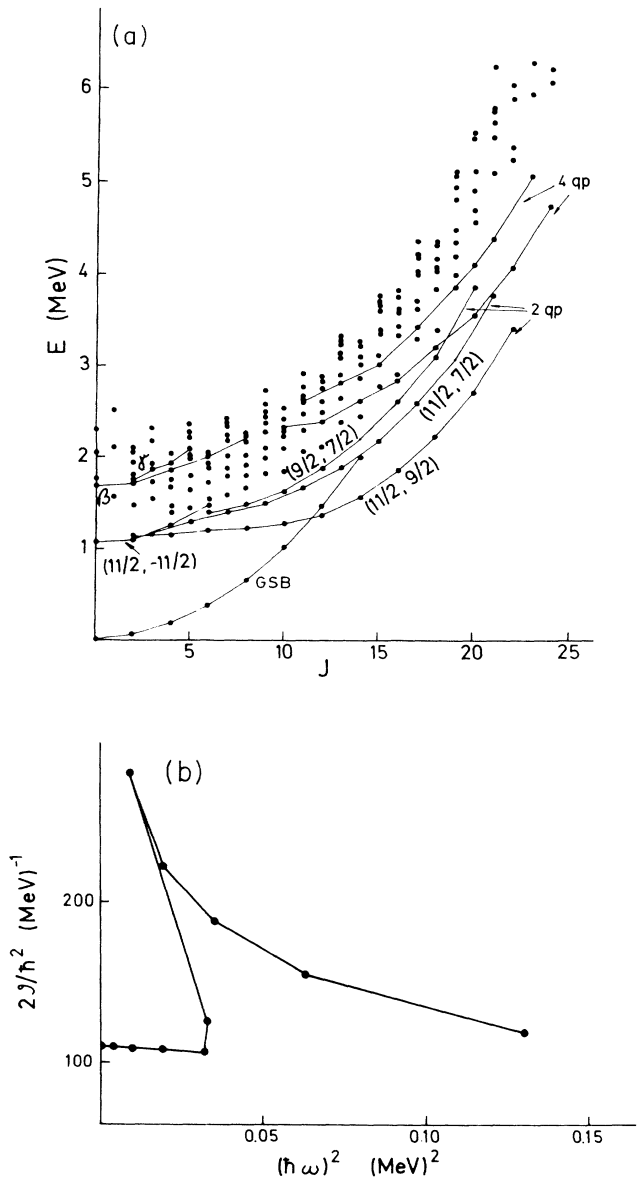 (a)
6
5
4
3
2
1
0
E (MeV)
4 qp
2 qp
(11/2, 7/2)
(9/2, 7/2)
(11/2, 9/2)
γ
β
(11/2, -11/2)
GSB
5
10
15
20
25
J
(b)
200
100
2𝒥/ħ² (MeV)⁻¹
0.05
0.10
0.15
(ħω)² (MeV)²